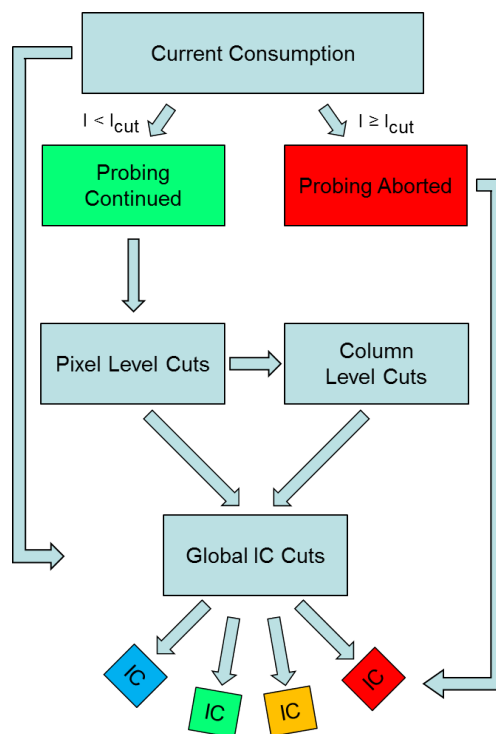 Current Consumption
I < Icut
I ≥ Icut
Probing
Continued
Probing Aborted
Pixel Level Cuts
Column
Level Cuts
Global IC Cuts
IC
IC
IC
IC